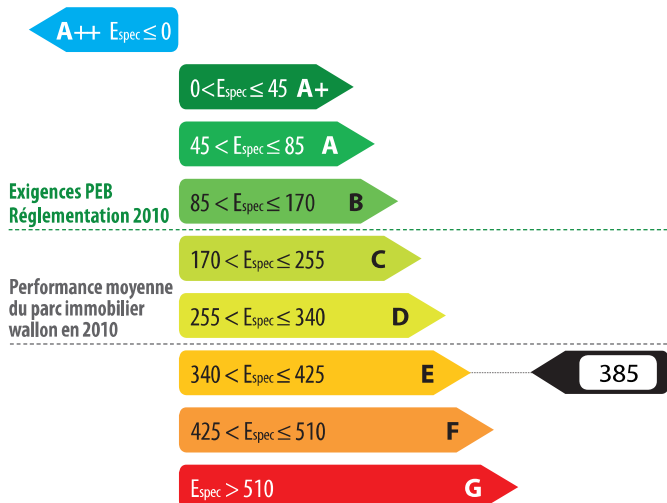 A++ Espec ≤ 0
0 < Espec ≤ 45 A+
45 < Espec ≤ 85 A
Exigences PEB
Réglementation 2010
85 < Espec ≤ 170 B
170 < Espec ≤ 255 C
Performance moyenne
du parc immobilier
wallon en 2010
255 < Espec ≤ 340 D
340 < Espec ≤ 425 E
385
425 < Espec ≤ 510 F
Espec > 510 G